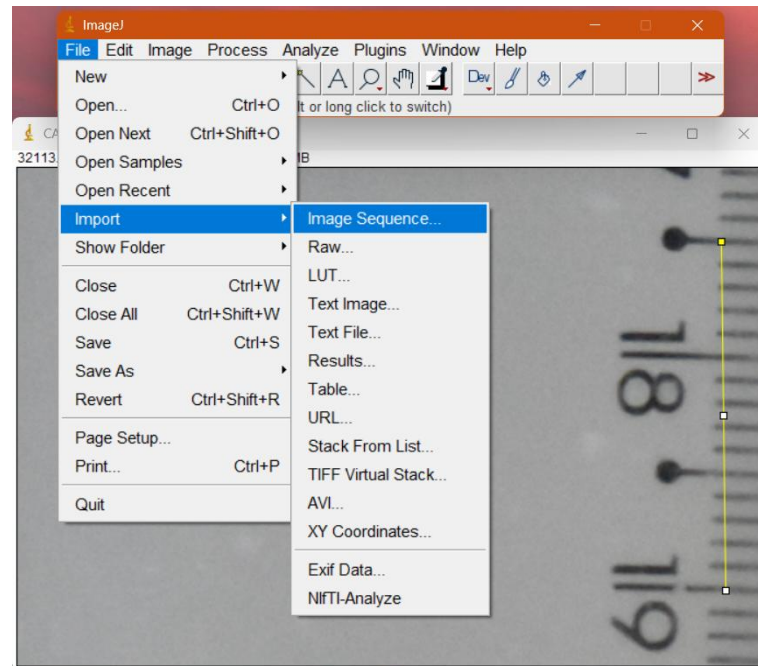 ImageJ
File Edit Image Process Analyze Plugins Window Help
A Dev
lt or long click to switch)
CA
32113. MB
New
Open... Ctrl+O
Open Next Ctrl+Shift+O
Open Samples
Open Recent
Import
Show Folder
Close Ctrl+W
Close All Ctrl+Shift+W
Save Ctrl+S
Save As
Revert Ctrl+Shift+R
Page Setup...
Print... Ctrl+P
Quit
Image Sequence...
Raw...
LUT...
Text Image...
Text File...
Results...
Table...
URL...
Stack From List...
TIFF Virtual Stack...
AVI...
XY Coordinates...
Exif Data...
NIfTI-Analyze
18
19